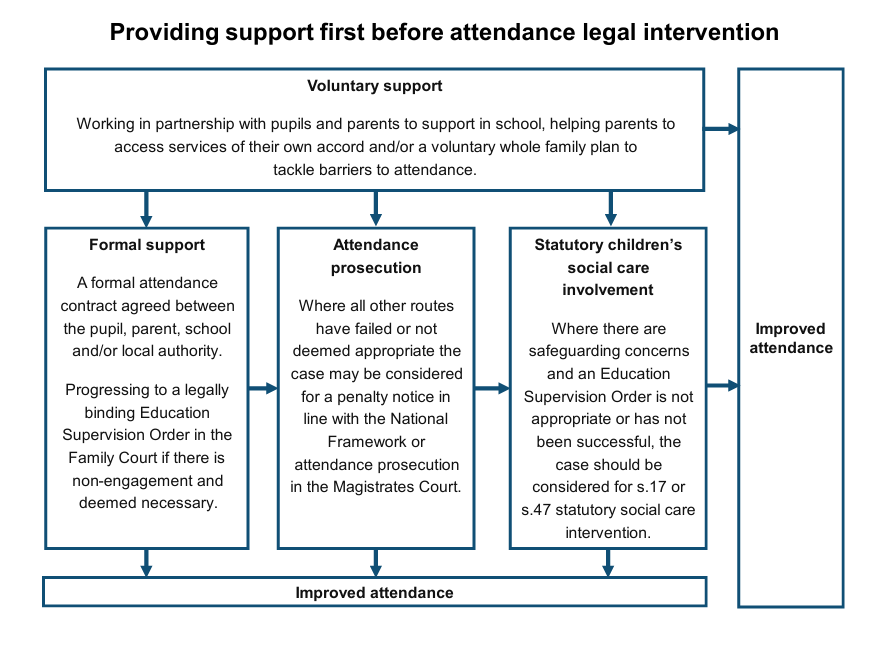 Providing support first before attendance legal intervention
Voluntary support
Working in partnership with pupils and parents to support in school, helping parents to
access services of their own accord and/or a voluntary whole family plan to
tackle barriers to attendance.
Formal support
A formal attendance
contract agreed between
the pupil, parent, school
and/or local authority.
Progressing to a legally
binding Education
Supervision Order in the
Family Court if there is
non-engagement and
deemed necessary.
Attendance
prosecution
Where all other routes
have failed or not
deemed appropriate the
case may be considered
for a penalty notice in
line with the National
Framework or
attendance prosecution
in the Magistrates Court.
Statutory children’s
social care
involvement
Where there are
safeguarding concerns
and an Education
Supervision Order is not
appropriate or has not
been successful, the
case should be
considered for s.17 or
s.47 statutory social care
intervention.
Improved
attendance
Improved attendance